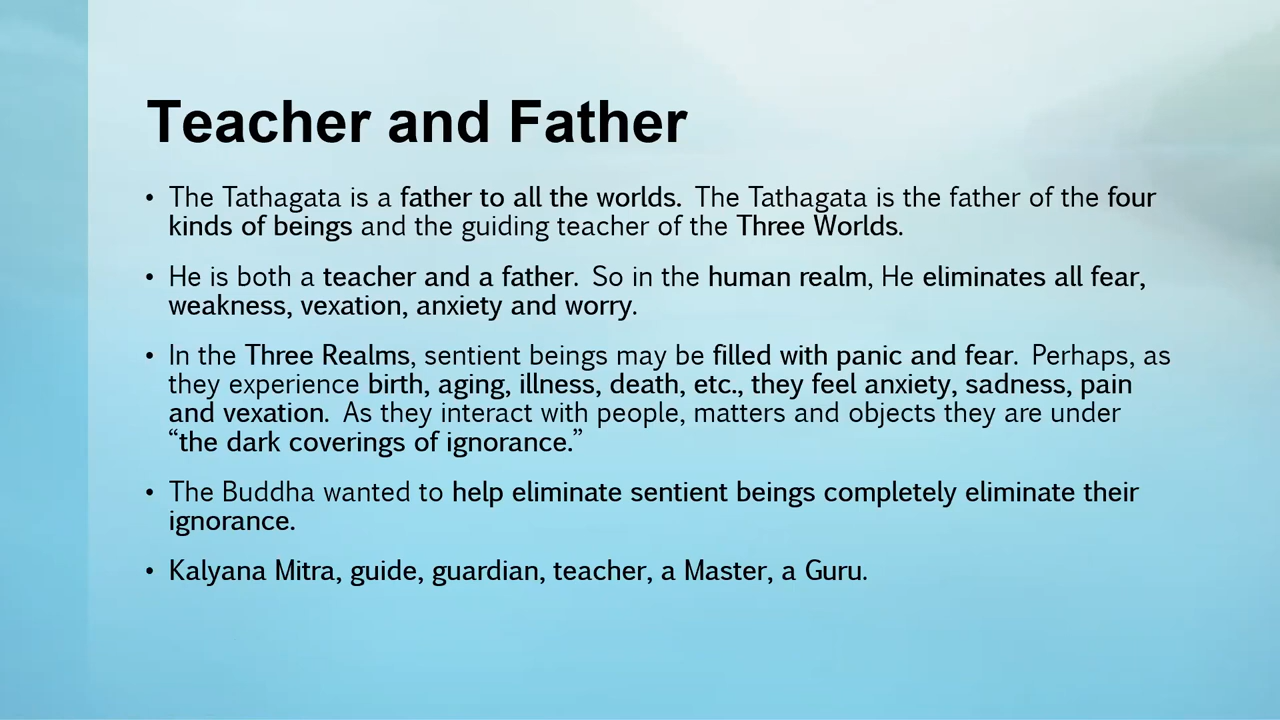 Teacher and Father
• The Tathagata is a father to all the worlds. The Tathagata is the father of the four
kinds of beings and the guiding teacher of the Three Worlds.
• He is both a teacher and a father. So in the human realm, He eliminates all fear,
weakness, vexation, anxiety and worry.
• In the Three Realms, sentient beings may be filled with panic and fear. Perhaps, as
they experience birth, aging, illness, death, etc., they feel anxiety, sadness, pain
and vexation. As they interact with people, matters and objects they are under
“the dark coverings of ignorance.”
• The Buddha wanted to help eliminate sentient beings completely eliminate their
ignorance.
• Kalyana Mitra, guide, guardian, teacher, a Master, a Guru.